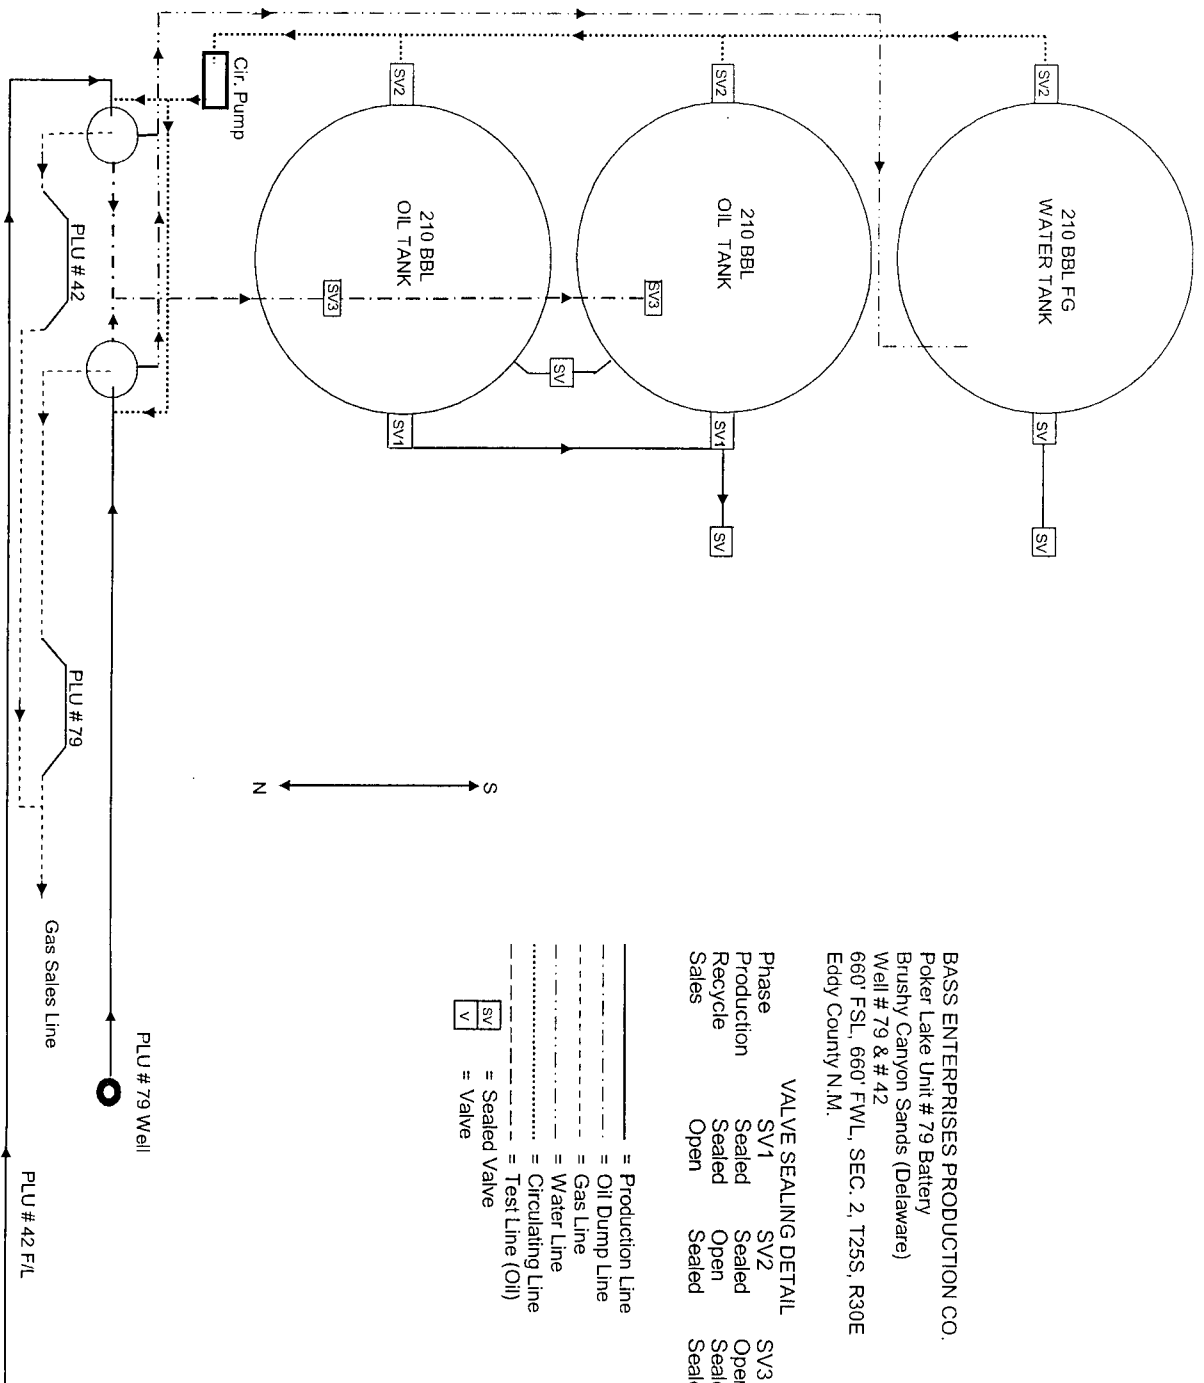 BASS ENTERPRISES PRODUCTION CO.
Poker Lake Unit # 79 Battery
Brushy Canyon Sands (Delaware)
Well # 79 & # 42
660' FSL, 660' FWL, SEC. 2, T25S, R30E
Eddy County N.M.
VALVE SEALING DETAIL
Phase SV1 SV2 SV3
Production Sealed Sealed Open
Recycle Sealed Open
Sales Open Sealed
= Production Line
= Oil Dump Line
= Gas Line
= Water Line
= Circulating Line
= Test Line (Oil)
SV = Sealed Valve
V = Valve
210 BBL FG
WATER TANK
SV2
SV
SV
210 BBL
OIL TANK
SV2
SV3
SV1
SV
SV
210 BBL
OIL TANK
SV2
SV3
SV1
Cir. Pump
PLU # 42
PLU # 79
Gas Sales Line
PLU # 79 Well
PLU # 42 F/L
S
N